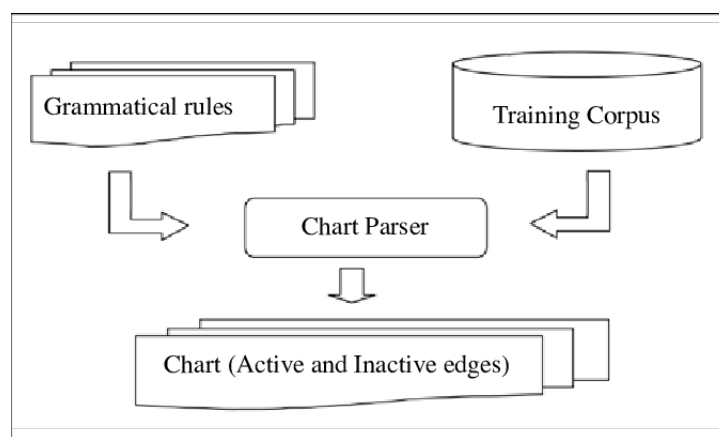 Grammatical rules
Training Corpus
Chart Parser
Chart (Active and Inactive edges)